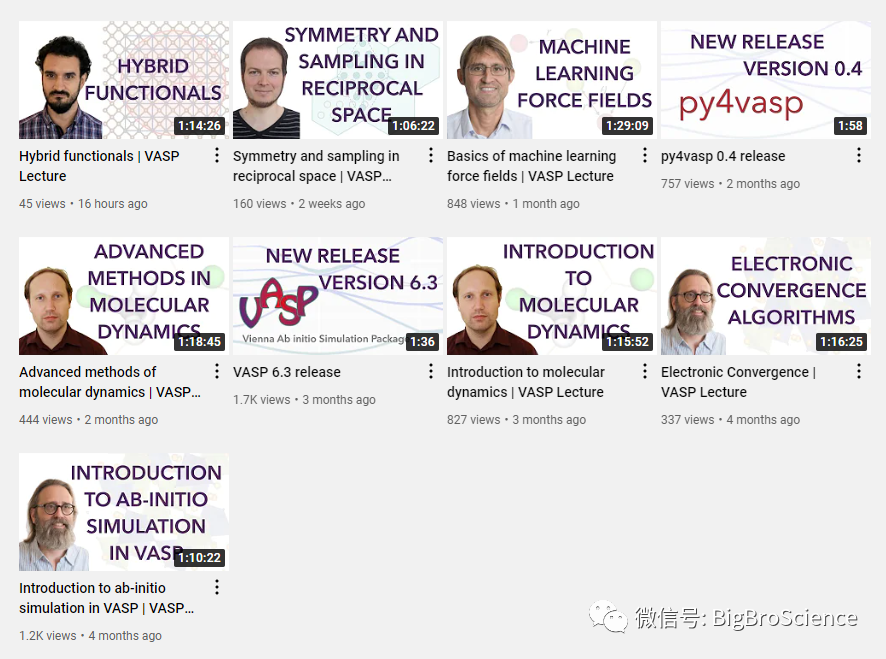 HYBRID
FUNCTIONALS
1:14:26
Hybrid functionals | VASP
Lecture
45 views • 16 hours ago
SYMMETRY AND
SAMPLING IN
RECIPROCAL
SPACE
1:06:22
Symmetry and sampling in
reciprocal space | VASP...
160 views • 2 weeks ago
MACHINE
LEARNING
FORCE FIELDS
1:29:09
Basics of machine learning
force fields | VASP Lecture
848 views • 1 month ago
NEW RELEASE
VERSION 0.4
py4vasp
1:58
py4vasp 0.4 release
757 views • 2 months ago
ADVANCED
METHODS IN
MOLECULAR
DYNAMICS
1:18:45
Advanced methods of
molecular dynamics | VASP...
444 views • 2 months ago
NEW RELEASE
VERSION 6.3
VASP
Vienna Ab initio Simulation Package
1:36
VASP 6.3 release
1.7K views • 3 months ago
INTRODUCTION
TO
MOLECULAR
DYNAMICS
1:15:52
Introduction to molecular
dynamics | VASP Lecture
827 views • 3 months ago
ELECTRONIC
CONVERGENCE
ALGORITHMS
1:16:25
Electronic Convergence |
VASP Lecture
337 views • 4 months ago
INTRODUCTION
TO AB-INITIO
SIMULATION
IN VASP
1:10:22
Introduction to ab-initio
simulation in VASP | VASP...
1.2K views • 4 months ago
微信号: BigBroScience